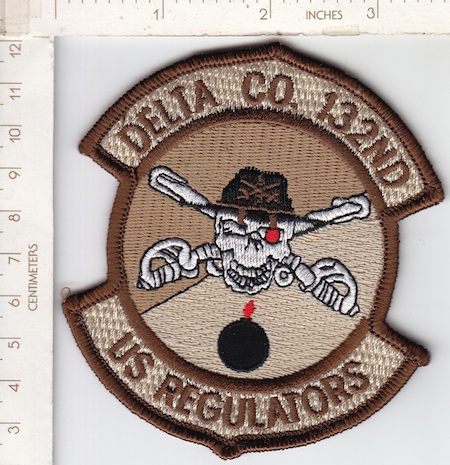 1 2 INCHES 3
12
11
10
9
8
7
6
5
4
3
CENTIMETERS
DELTA CO. 132ND
US REGULATORS